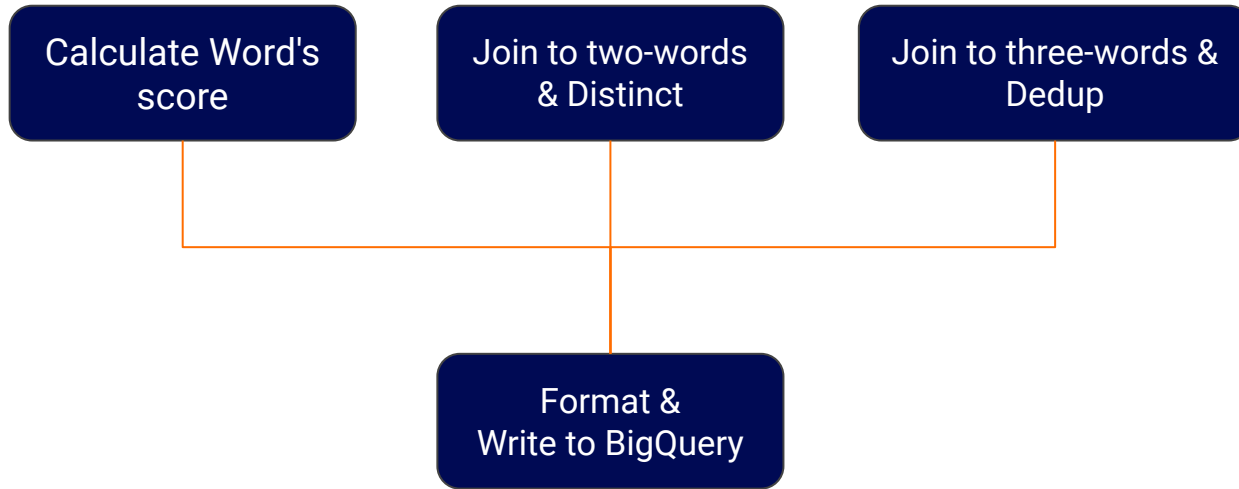 Calculate Word's
score
Join to two-words
& Distinct
Join to three-words &
Dedup
Format &
Write to BigQuery